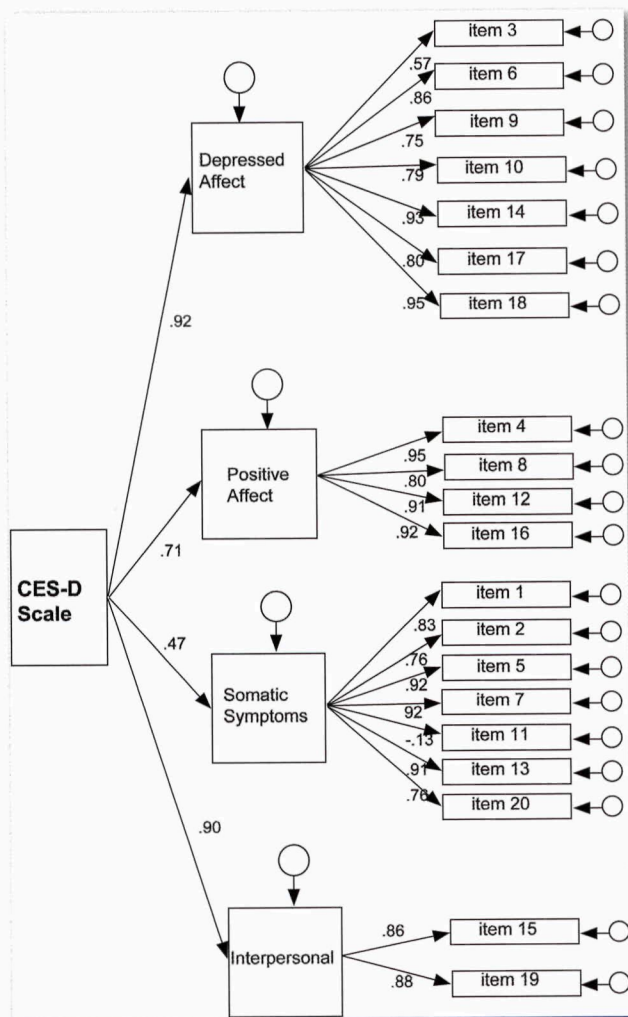 item 3
.57
item 6
.86
item 9
.75
Depressed
Affect
item 10
.79
item 14
.93
item 17
.80
item 18
.95
.92
item 4
.95
item 8
Positive
Affect
.80
item 12
.91
item 16
.92
.71
CES-D
Scale
item 1
.83
item 2
.47
.76
item 5
.92
Somatic
Symptoms
item 7
92
item 11
-.13
item 13
.91
item 20
.76
.90
item 15
.86
Interpersonal
item 19
.88